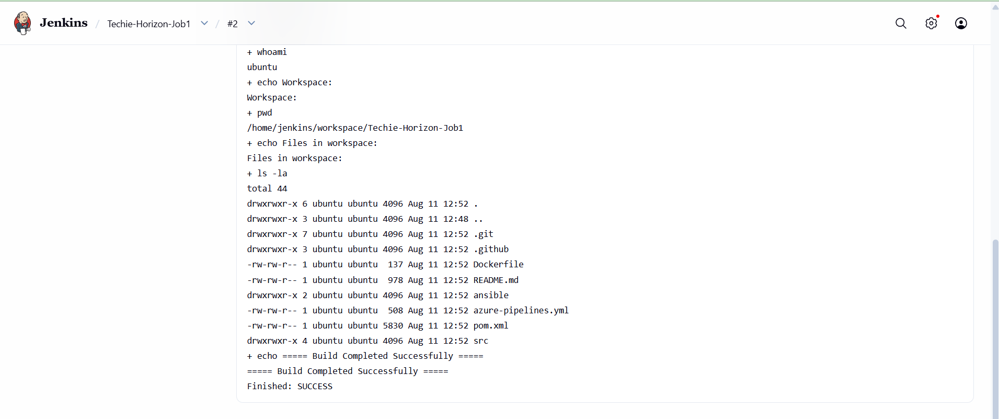 Jenkins / Techie-Horizon-Job1 / #2
+ whoami
ubuntu
+ echo Workspace:
Workspace:
+ pwd
/home/jenkins/workspace/Techie-Horizon-Job1
+ echo Files in workspace:
Files in workspace:
+ ls -la
total 44
drwxrwxr-x 6 ubuntu ubuntu 4096 Aug 11 12:52 .
drwxrwxr-x 3 ubuntu ubuntu 4096 Aug 11 12:48 ..
drwxrwxr-x 7 ubuntu ubuntu 4096 Aug 11 12:52 .git
drwxrwxr-x 3 ubuntu ubuntu 4096 Aug 11 12:52 .github
-rw-rw-r-- 1 ubuntu ubuntu  137 Aug 11 12:52 Dockerfile
-rw-rw-r-- 1 ubuntu ubuntu  978 Aug 11 12:52 README.md
drwxrwxr-x 2 ubuntu ubuntu 4096 Aug 11 12:52 ansible
-rw-rw-r-- 1 ubuntu ubuntu  508 Aug 11 12:52 azure-pipelines.yml
-rw-rw-r-- 1 ubuntu ubuntu 5830 Aug 11 12:52 pom.xml
drwxrwxr-x 4 ubuntu ubuntu 4096 Aug 11 12:52 src
+ echo ===== Build Completed Successfully =====
===== Build Completed Successfully =====
Finished: SUCCESS